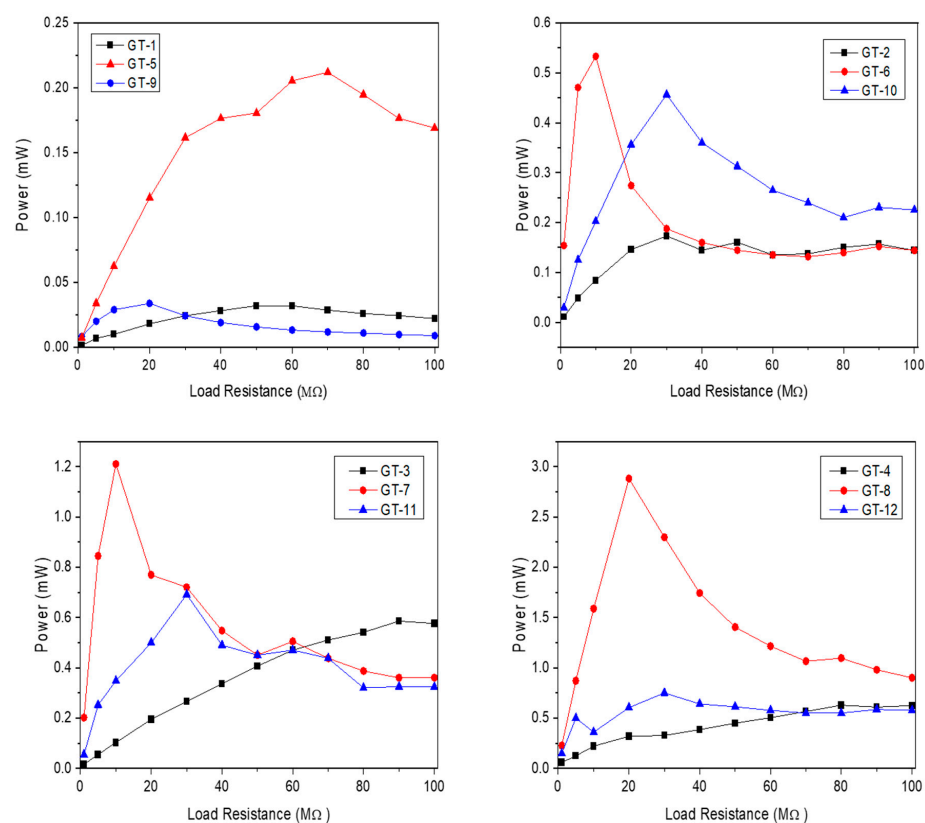 0.25
0.20
0.15
0.10
0.05
0.00
Power (mW)
GT-1
GT-5
GT-9
0 20 40 60 80 100
Load Resistance (MΩ)
0.6
0.5
0.4
0.3
0.2
0.1
0.0
Power (mW)
GT-2
GT-6
GT-10
0 20 40 60 80 100
Load Resistance (MΩ)
1.2
1.0
0.8
0.6
0.4
0.2
0.0
Power (mW)
GT-3
GT-7
GT-11
0 20 40 60 80 100
Load Resistance (MΩ )
3.0
2.5
2.0
1.5
1.0
0.5
0.0
Power (mW)
GT-4
GT-8
GT-12
0 20 40 60 80 100
Load Resistance (MΩ )